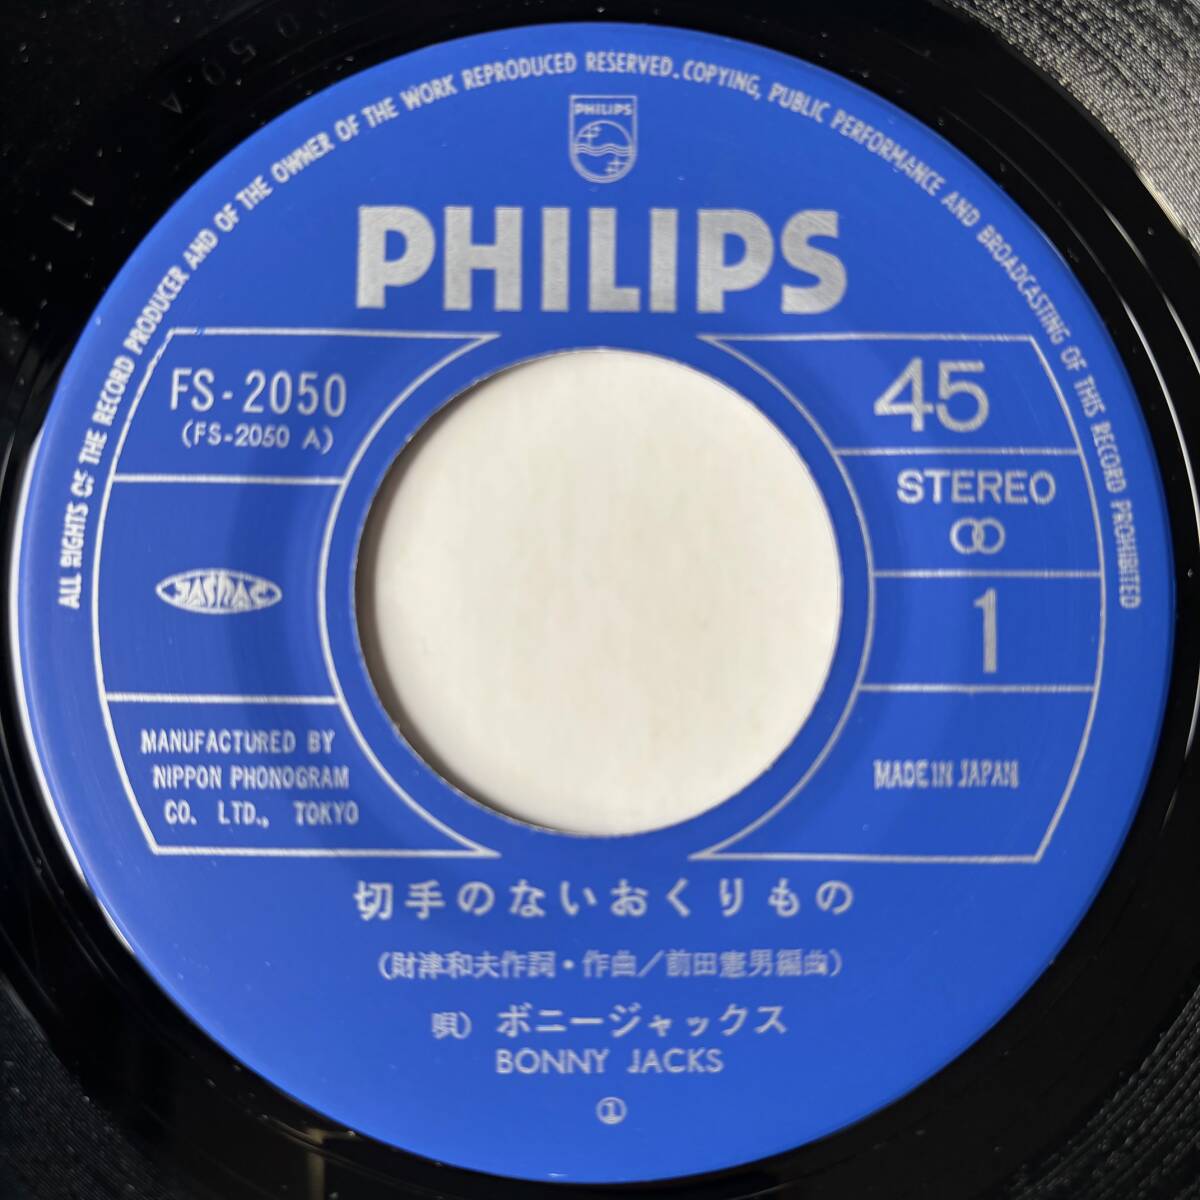 ALL RIGHTS OF THE RECORD PRODUCER AND OF THE OWNER OF THE WORK REPRODUCED RESERVED. COPYING, PUBLIC PERFORMANCE AND BROADCASTING OF THIS RECORD PROHIBITED
PHILIPS
PHILIPS
FS-2050
(FS-2050 A)
45
STEREO
1
JASRAC
MANUFACTURED BY
NIPPON PHONOGRAM
CO. LTD., TOKYO
MADE IN JAPAN
切手のないおくりもの
(財津和夫作詞・作曲/前田憲男編曲)
唄) ボニージャックス
BONNY JACKS
①